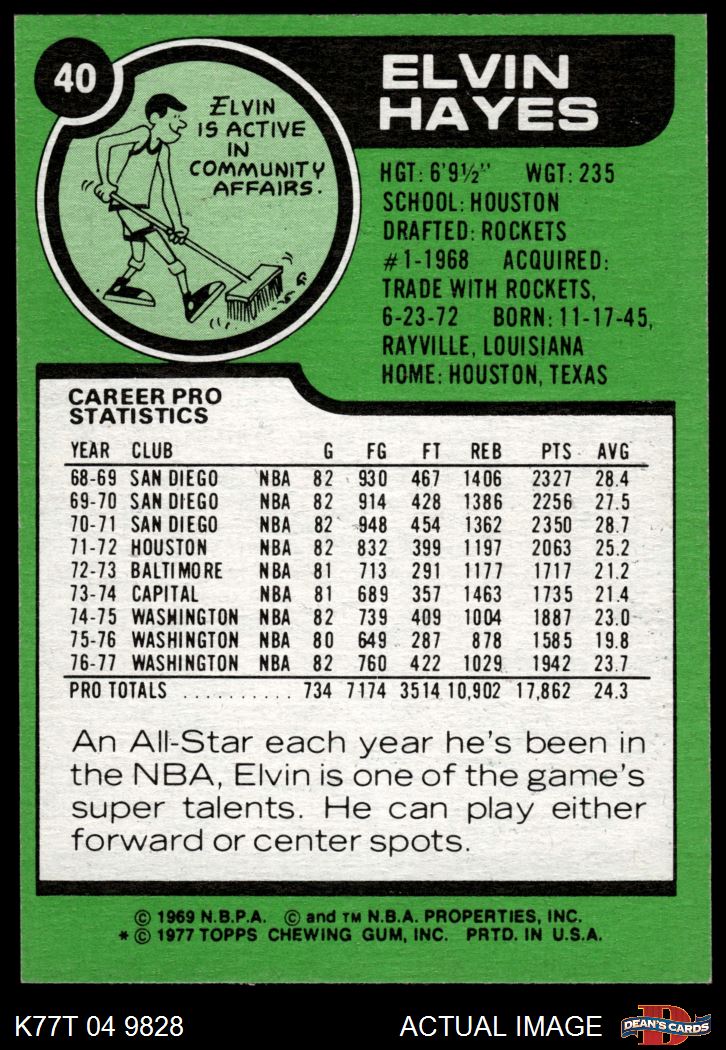 40
ELVIN
HAYES
ELVIN
IS ACTIVE
IN
COMMUNITY
AFFAIRS.
HGT: 6'9½" WGT: 235
SCHOOL: HOUSTON
DRAFTED: ROCKETS
#1-1968 ACQUIRED:
TRADE WITH ROCKETS,
6-23-72 BORN: 11-17-45,
RAYVILLE, LOUISIANA
HOME: HOUSTON, TEXAS
CAREER PRO
STATISTICS
YEAR CLUB G FG FT REB PTS AVG
68-69 SAN DIEGO NBA 82 930 467 1406 2327 28.4
69-70 SAN DIEGO NBA 82 914 428 1386 2256 27.5
70-71 SAN DIEGO NBA 82 948 454 1362 2350 28.7
71-72 HOUSTON NBA 82 832 399 1197 2063 25.2
72-73 BALTIMORE NBA 81 713 291 1177 1717 21.2
73-74 CAPITAL NBA 81 689 357 1463 1735 21.4
74-75 WASHINGTON NBA 82 739 409 1004 1887 23.0
75-76 WASHINGTON NBA 80 649 287 878 1585 19.8
76-77 WASHINGTON NBA 82 760 422 1029 1942 23.7
PRO TOTALS .......... 734 7174 3514 10,902 17,862 24.3
An All-Star each year he's been in
the NBA, Elvin is one of the game's
super talents. He can play either
forward or center spots.
© 1969 N.B.P.A. © and TM N.B.A. PROPERTIES, INC.
* © 1977 TOPPS CHEWING GUM, INC. PRTD. IN U.S.A.
K77T 04 9828 ACTUAL IMAGE
D
DEAN'S CARDS